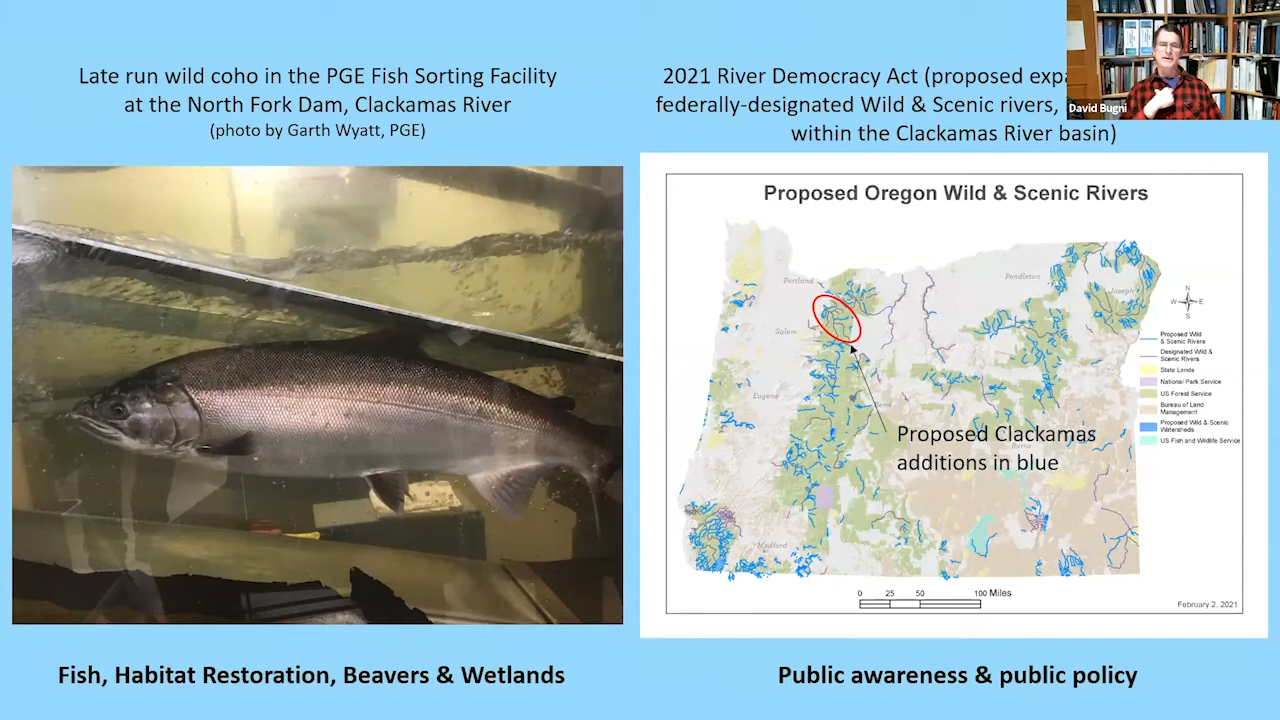 Late run wild coho in the PGE Fish Sorting Facility
at the North Fork Dam, Clackamas River
(photo by Garth Wyatt, PGE)
2021 River Democracy Act (proposed
federally-designated Wild & Scenic rivers,
within the Clackamas River basin)
David Bugni
Proposed Oregon Wild & Scenic Rivers
Portland
Pendleton
Joseph
Salem
Eugene
Bend
Burns
Medford
N
W E
S
Proposed Wild
& Scenic Rivers
Designated Wild &
Scenic Rivers
State Lands
National Park Service
US Forest Service
Bureau of Land
Management
Proposed Wild & Scenic
Watersheds
US Fish and Wildlife Service
Proposed Clackamas
additions in blue
0 25 50 100 Miles
February 2, 2021
Fish, Habitat Restoration, Beavers & Wetlands
Public awareness & public policy